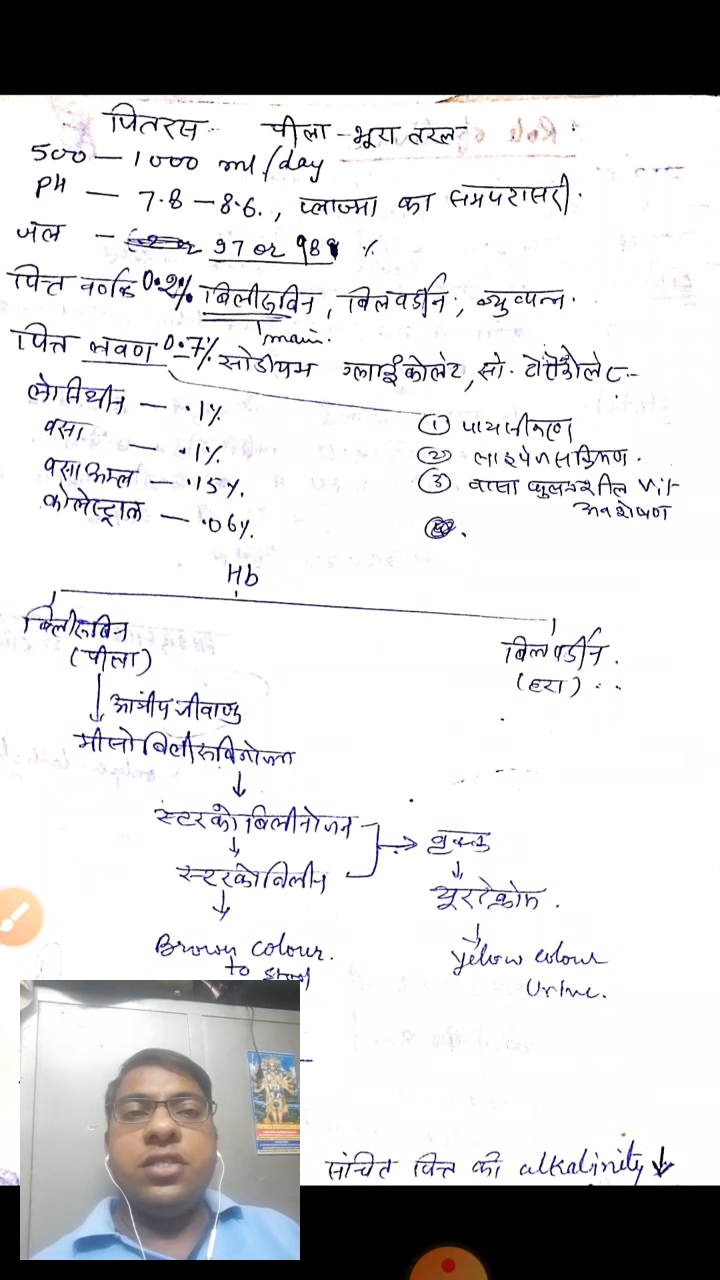 पितरस पीला - भूरा तरल
500 - 1000 ml/day
PH - 7.8 - 8.6., प्लाज्मा का समपरासरी.
जल - 97 or 98 %
पित्त वर्णक 0.2% बिलीरूबिन, बिलवर्डीन,
main.
पित्त लवण 0.7% सोडीयम ग्लाईकोलेट, सो.
लेसिथीन - .1%
वसा - .1%
वसा अम्ल - .15%
कोलेस्ट्राल - .06%.
① पायसीकरण
② लाइपेज सक्रियण.
③ वसा घुलनशील Vit अवशोषण
Hb
बिलीरूबिन
(पीला)
बिलवर्डीन.
(हरा)
आंत्रीय जीवाणु
मीसोबिलीरूबिनोजन
स्टरकोबिलीनोजन
स्टरकोबिलीन
Brown colour.
to stool
वृक्क
यूरोक्रोम.
yellow colour
Urine.
संचित पित्त की alkalinity ↓